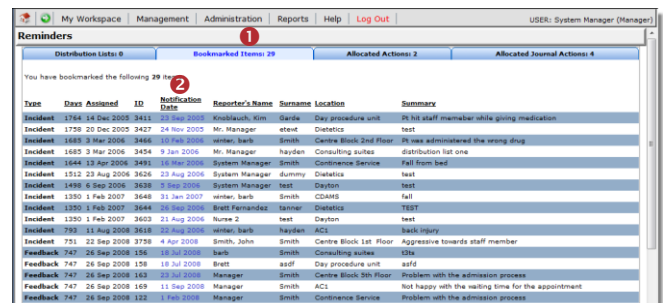 My Workspace Management Administration Reports Help Log Out USER: System Manager (Manager)
1
Reminders
Distribution Lists: 0 Bookmarked Items: 29 Allocated Actions: 2 Allocated Journal Actions: 4
You have bookmarked the following 29
2
Type Days Assigned ID Notification Date Reporter's Name Surname Location Summary
Incident 1764 14 Dec 2005 3411 23 Sep 2005 Knoblauch, Kim Garde Day procedure unit Pt hit staff mameber while giving medication
Incident 1758 20 Dec 2005 3427 24 Nov 2005 Mr. Manager etewt Dietetics test
Incident 1685 3 Mar 2006 3466 10 Feb 2006 winter, barb Smith Centre Block 2nd Floor Pt was administered the wrong drug
Incident 1685 3 Mar 2006 3454 9 Jan 2006 Mr. Manager hayden Consulting suites distribution list one
Incident 1644 13 Apr 2006 3491 16 Mar 2006 System Manager Smith Continence Service Fall from bed
Incident 1512 23 Aug 2006 3626 23 Aug 2006 System Manager dummy Dietetics test
Incident 1498 6 Sep 2006 3638 5 Sep 2006 System Manager test Dayton test
Incident 1350 1 Feb 2007 3648 31 Jan 2007 winter, barb Smith CDAMS fall
Incident 1350 1 Feb 2007 3644 26 Sep 2006 Brett Fernandez tanner Dietetics TEST
Incident 1350 1 Feb 2007 3603 21 Aug 2006 Nurse 2 test Dayton test
Incident 793 11 Aug 2008 3618 22 Aug 2006 winter, barb hayden AC1 back injury
Incident 751 22 Sep 2008 3758 4 Apr 2008 Smith, John Smith Centre Block 1st Floor Aggressive towards staff member
Feedback 747 26 Sep 2008 156 18 Jul 2008 barb Smith Consulting suites t3tx
Feedback 747 26 Sep 2008 158 18 Jul 2008 Brett asdf Day procedure unit asfd
Feedback 747 26 Sep 2008 163 23 Jul 2008 Manager Smith Centre Block 5th Floor Problem with the admission process
Feedback 747 26 Sep 2008 169 11 Sep 2008 Manager Smith AC1 Not happy with the waiting time for the appointment
Feedback 747 26 Sep 2008 122 1 Feb 2008 Manager Smith Continence Service Problem with the admission process